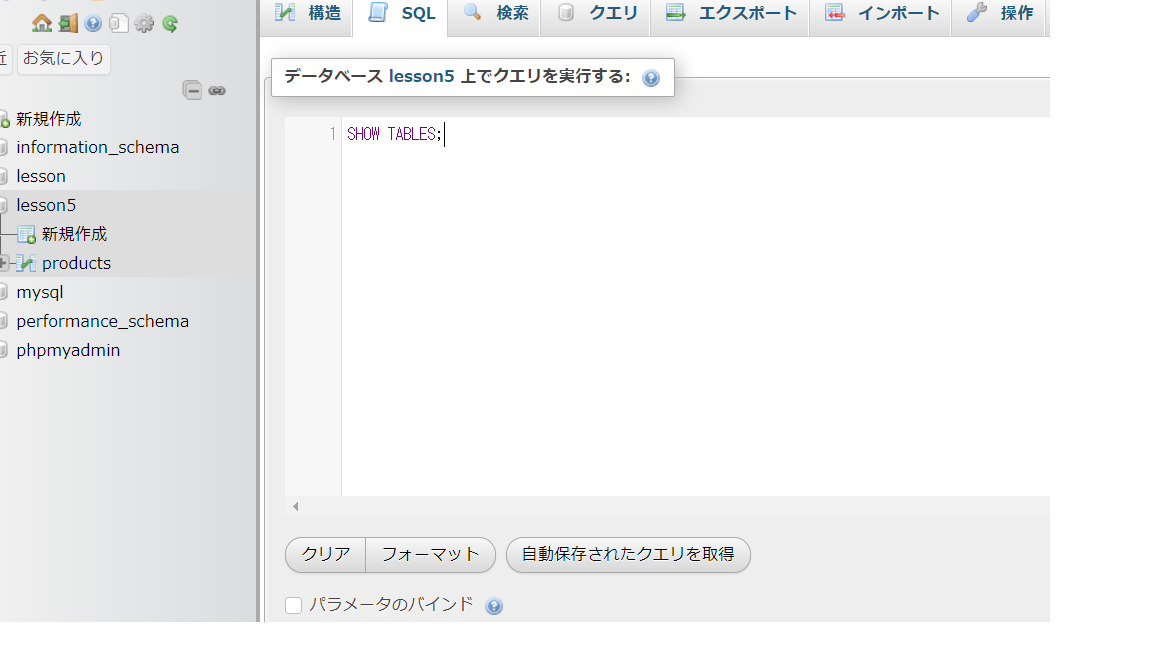 構造 SQL 検索 クエリ エクスポート インポート 操作
近 お気に入り
データベース lesson5 上でクエリを実行する:
新規作成
information_schema
lesson
lesson5
新規作成
products
mysql
performance_schema
phpmyadmin
1 SHOW TABLES;
クリア フォーマット 自動保存されたクエリを取得
パラメータのバインド